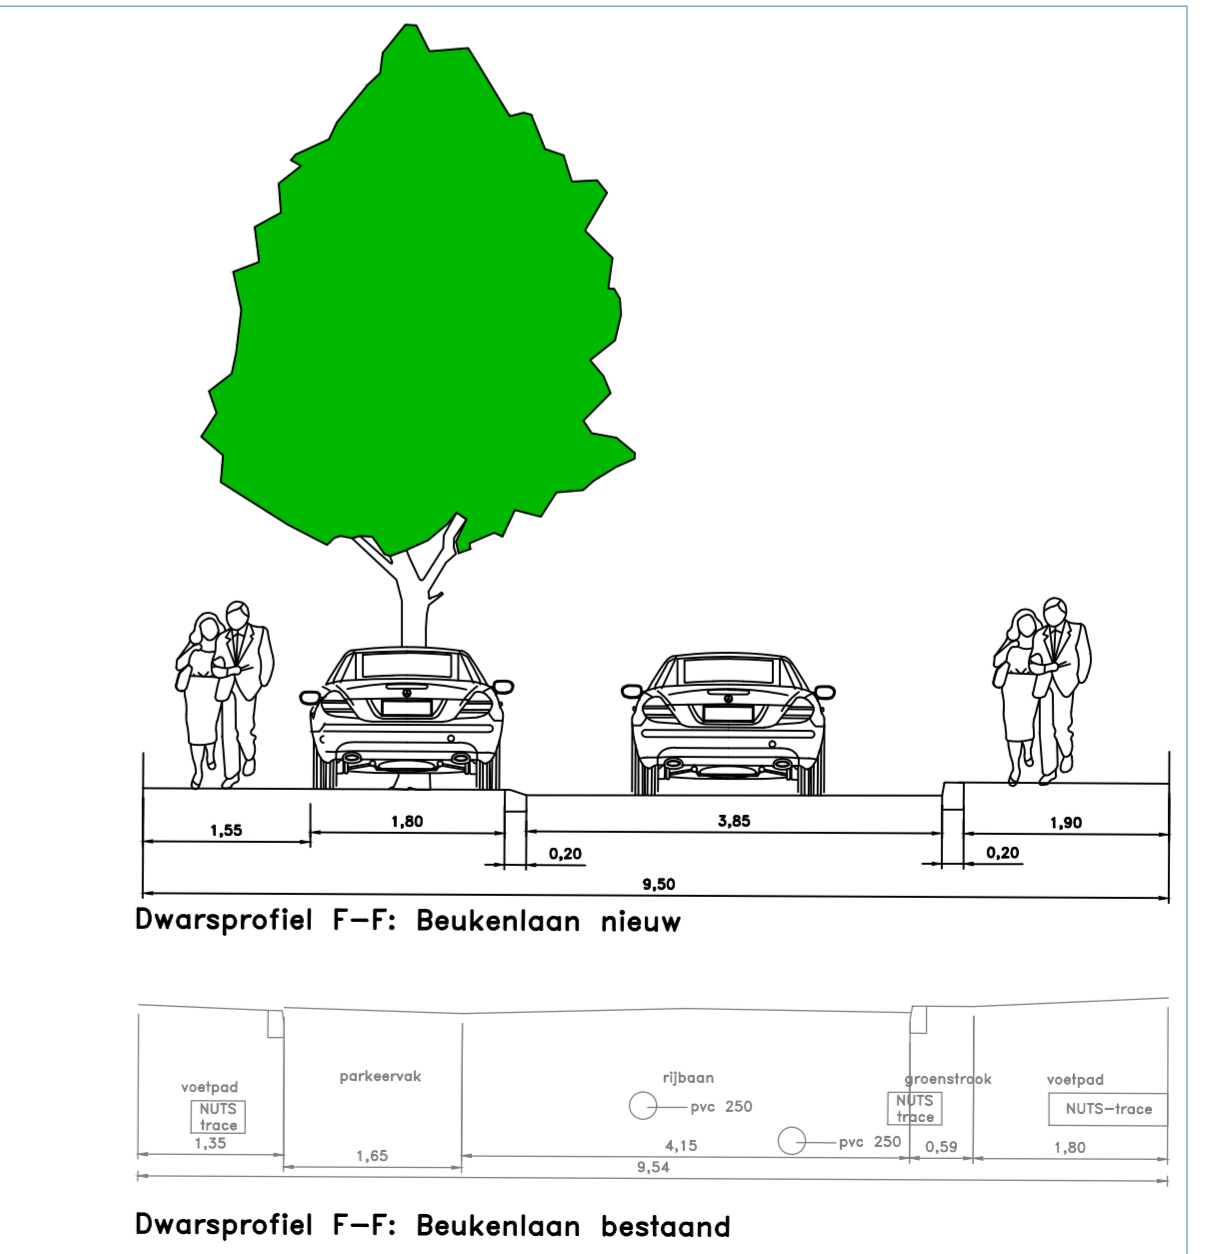 1,55
1,80
3,85
1,90
0,20
0,20
9,50
Dwarsprofiel F-F: Beukenlaan nieuw
voetpad
parkeervak
rijbaan
groenstrook
voetpad
NUTS
trace
pvc 250
NUTS
trace
NUTS-trace
pvc 250
1,35
1,65
4,15
0,59
1,80
9,54
Dwarsprofiel F-F: Beukenlaan bestaand